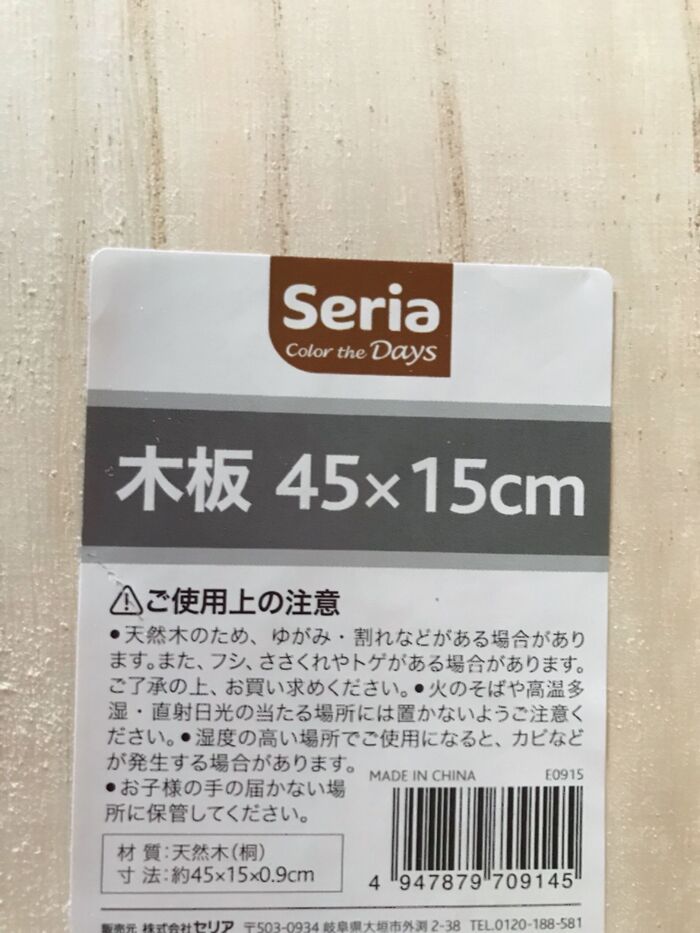 Seria
Color the Days
木板 45×15cm
⚠ご使用上の注意
●天然木のため、ゆがみ・割れなどがある場合があり
ます。また、フシ、ささくれやトゲがある場合があります。
ご了承の上、お買い求めください。●火のそばや高温多
湿・直射日光の当たる場所には置かないようご注意く
ださい。●湿度の高い場所でご使用になると、カビなど
が発生する場合があります。
●お子様の手の届かない場
所に保管してください。
MADE IN CHINA E0915
材 質:天然木(桐)
寸 法:約45×15×0.9cm
4 947879 709145
販売元 株式会社セリア 〒503-0934 岐阜県大垣市外渕 2-38 TEL.0120-188-581